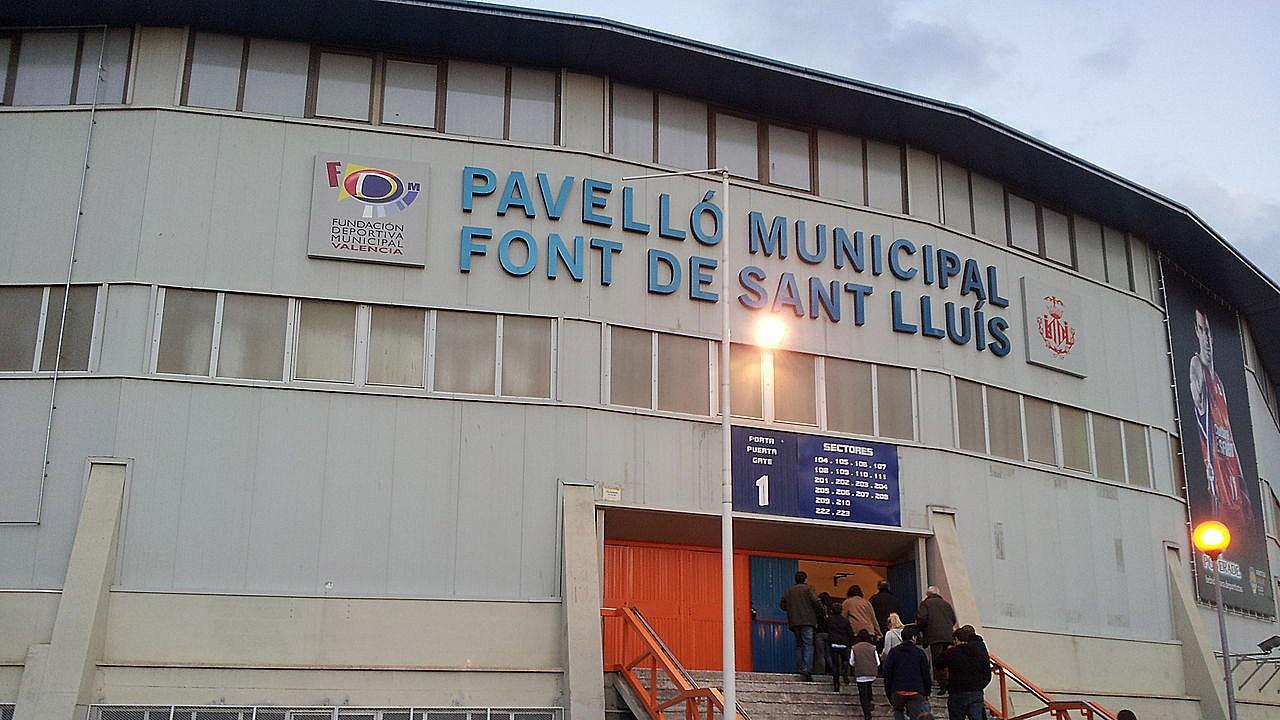 FDM
FUNDACIÓN
DEPORTIVA
MUNICIPAL
VALENCIA
PAVELLÓ MUNICIPAL
FONT DE SANT LLUÍS
PORTA
PUERTA
GATE
1
SECTORES
104.105.106.107
108.109.110.111
201.202.203.204
205.206.207.208
209.210
222.223